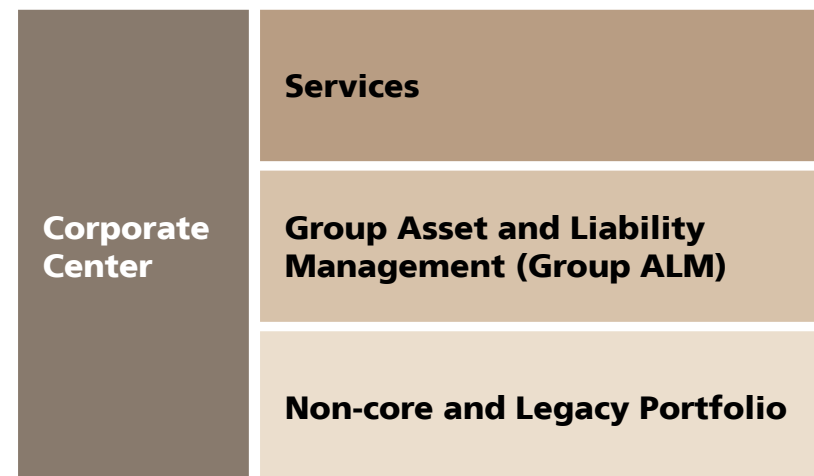 Corporate
Center
Services
Group Asset and Liability
Management (Group ALM)
Non-core and Legacy Portfolio